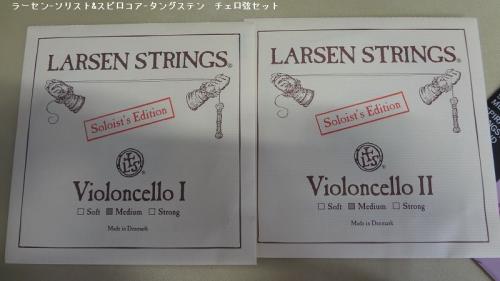 ラーセン-ソリスト&スピロコア-タングステン　チェロ弦セット
LARSEN STRINGS®
Soloist's Edition
Violoncello I
☐ Soft ■ Medium ☐ Strong
Made in Denmark
LARSEN STRINGS®
Soloist's Edition
Violoncello II
☐ Soft ■ Medium ☐ Strong
Made in Denmark